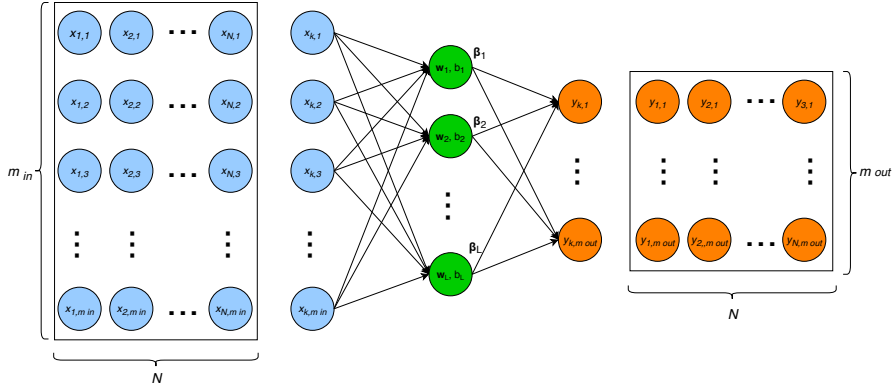 x1,1 x2,1 xN,1 xk,1
w1, b1 β1
x1,2 x2,2 xN,2 xk,2 yk,1 y1,1 y2,1 y3,1
w2, b2 β2
m in x1,3 x2,3 xN,3 xk,3 m out
x1,m in x2,m in xN,m in xk,m in
wL, bL βL
yk,m out y1,m out y2,,m out yN,m out
N N